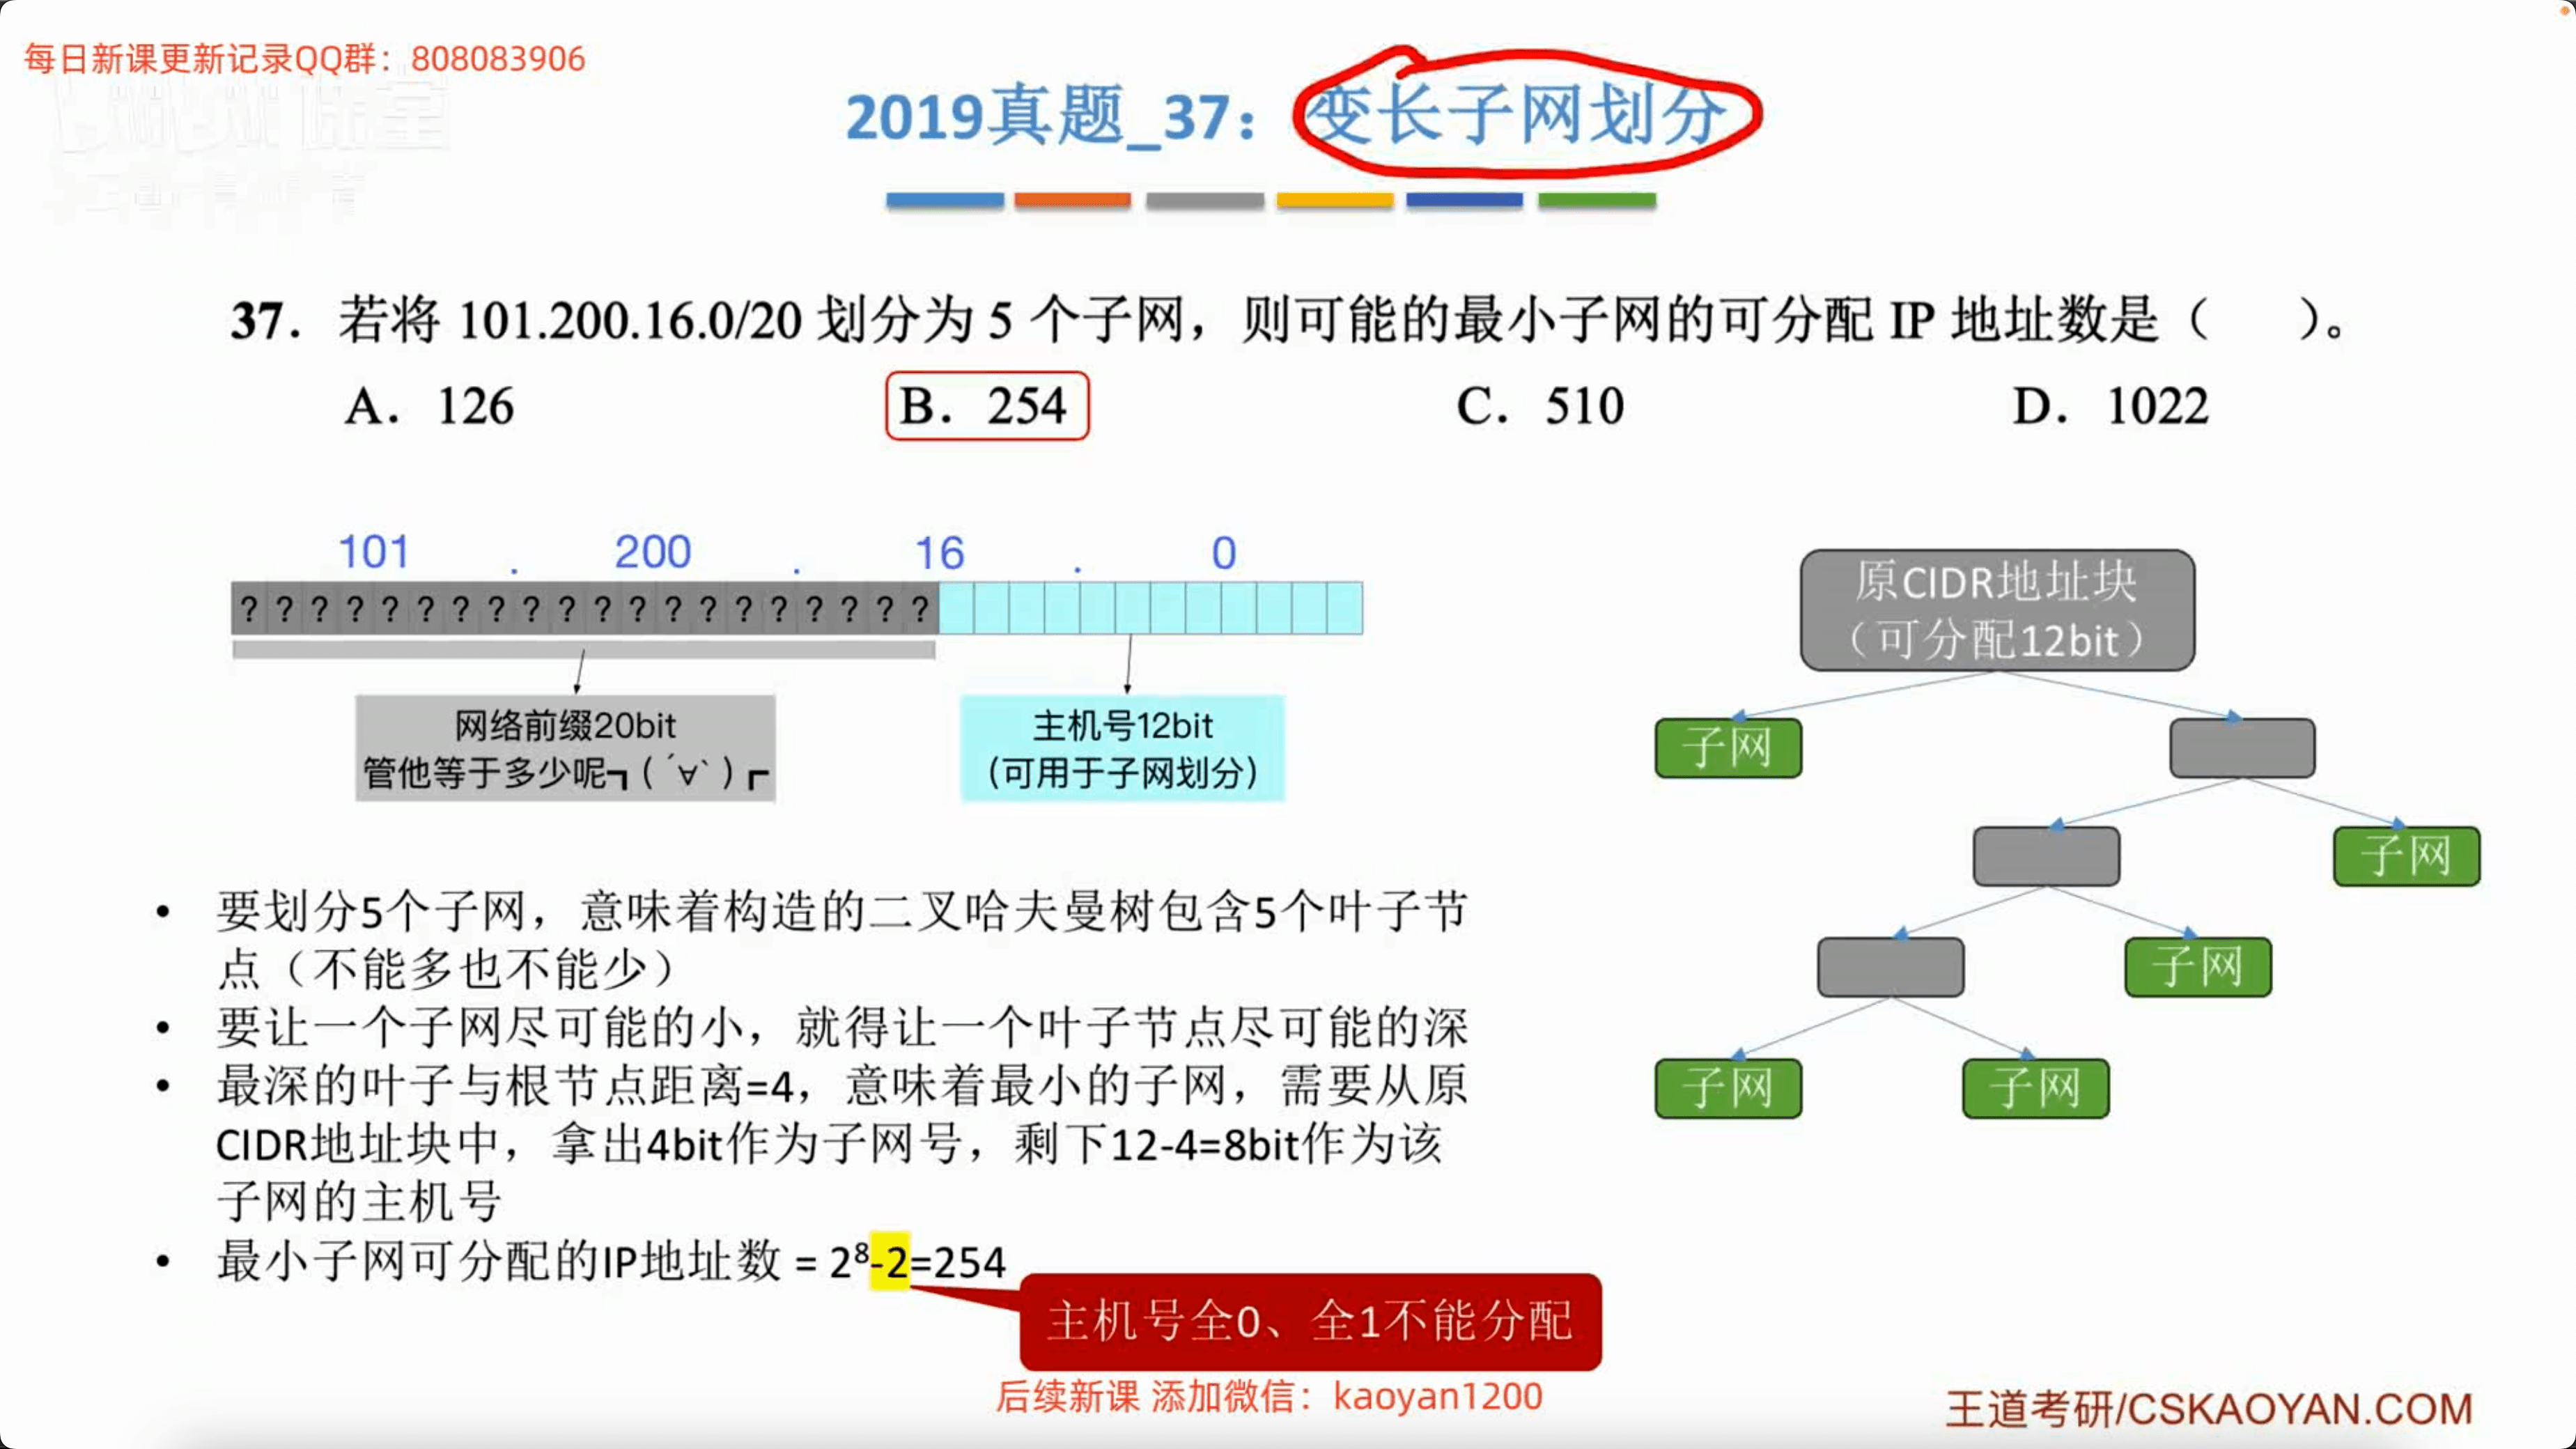 每日新课更新记录QQ群：808083906
2019真题_37：变长子网划分
37. 若将 101.200.16.0/20 划分为 5 个子网，则可能的最小子网的可分配 IP 地址数是（　　）。
A. 126　B. 254　C. 510　D. 1022
101 . 200 . 16 . 0
? ? ? ? ? ? ? ? ? ? ? ? ? ? ? ? ? ? ? ?
网络前缀20bit
管他等于多少呢┓( ´∀` )┏
主机号12bit
(可用于子网划分)
原CIDR地址块
（可分配12bit）
子网
子网
子网
子网
子网
• 要划分5个子网，意味着构造的二叉哈夫曼树包含5个叶子节
点（不能多也不能少）
• 要让一个子网尽可能的小，就得让一个叶子节点尽可能的深
• 最深的叶子与根节点距离=4，意味着最小的子网，需要从原
CIDR地址块中，拿出4bit作为子网号，剩下12-4=8bit作为该
子网的主机号
• 最小子网可分配的IP地址数 = 2⁸-2=254
主机号全0、全1不能分配
后续新课 添加微信：kaoyan1200
王道考研/CSKAOYAN.COM